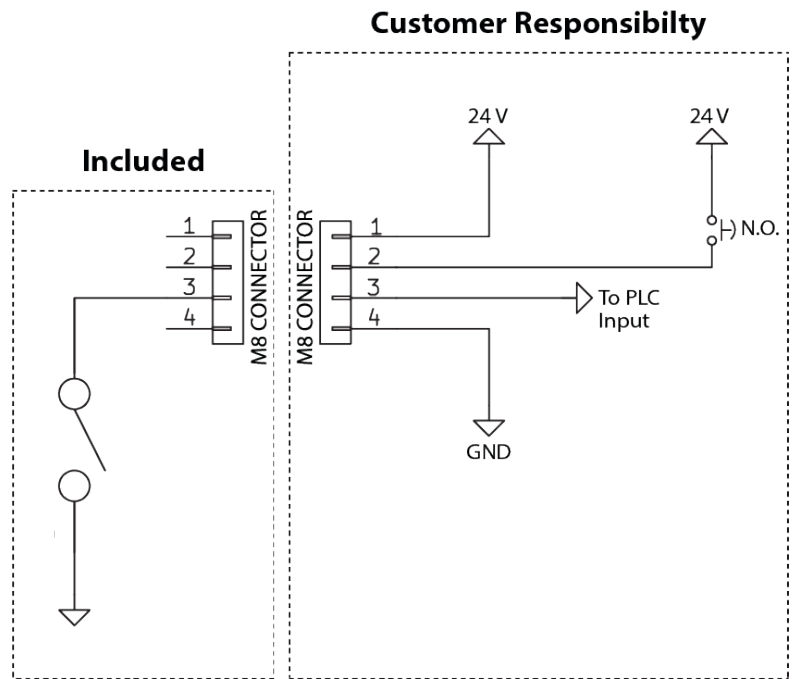 Customer Responsibilty
24 V
24 V
Included
1
2
3
4
M8 CONNECTOR
M8 CONNECTOR
1
2
3
4
N.O.
To PLC
Input
GND